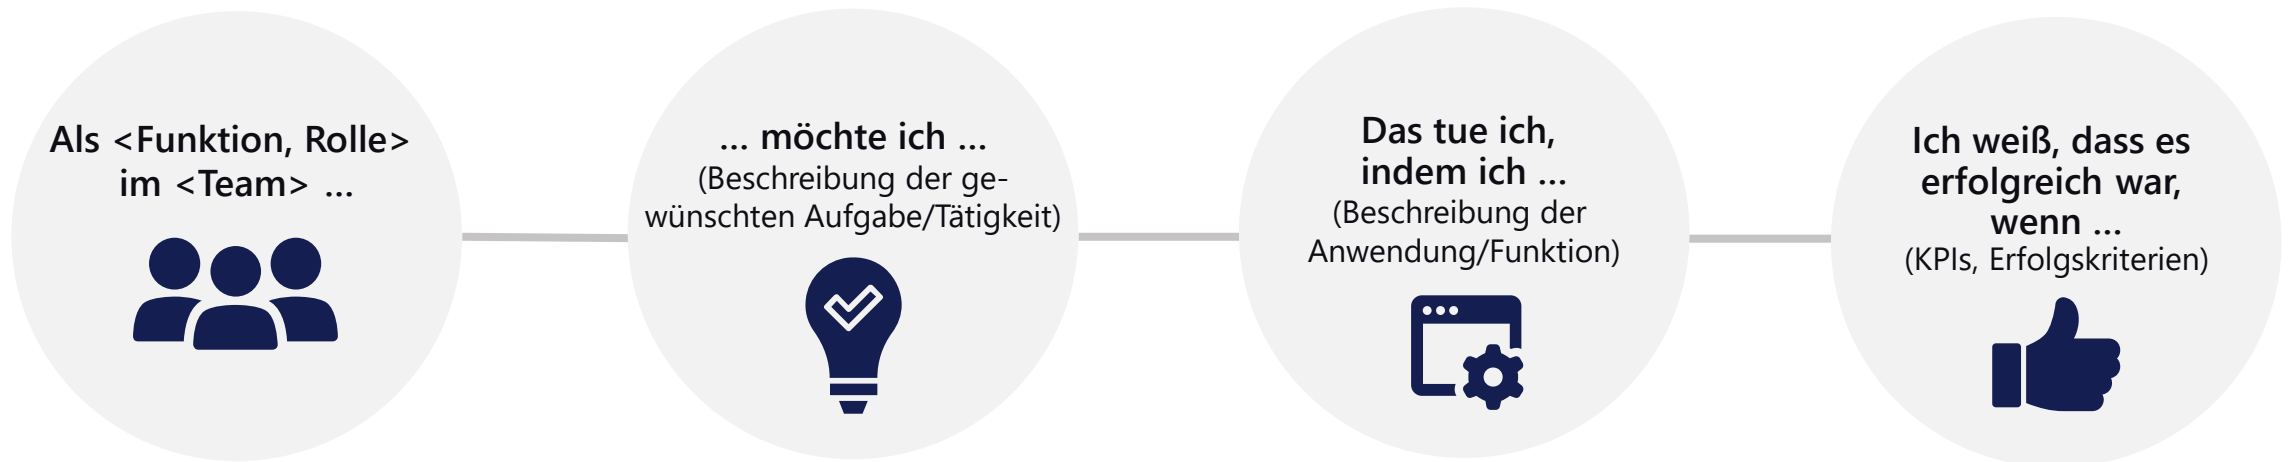 Als <Funktion, Rolle>
im <Team> ...
... möchte ich ...
(Beschreibung der ge-
wünschten Aufgabe/Tätigkeit)
Das tue ich,
indem ich ...
(Beschreibung der
Anwendung/Funktion)
Ich weiß, dass es
erfolgreich war,
wenn ...
(KPIs, Erfolgskriterien)